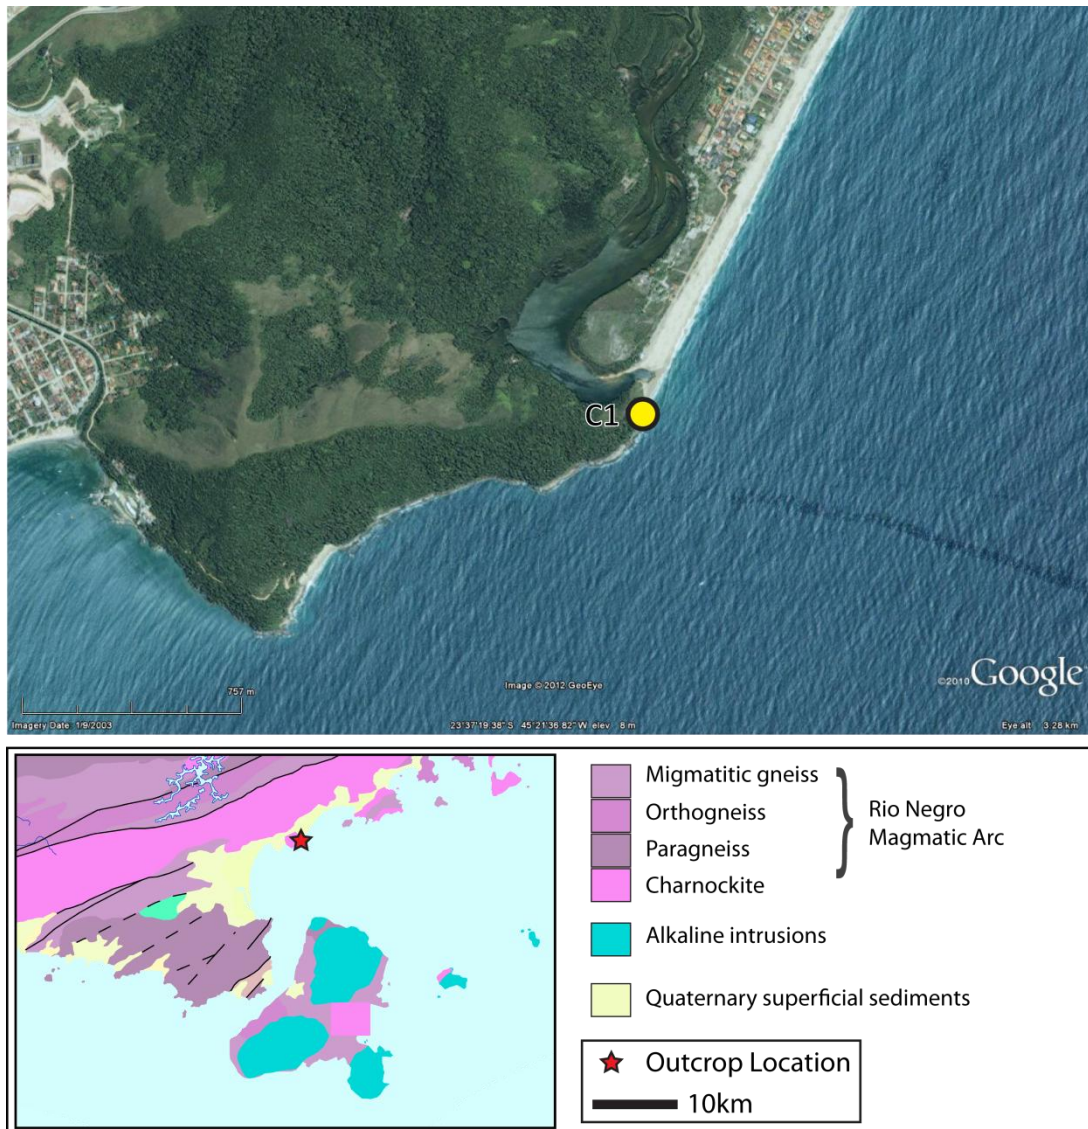 C1
757 m
Image © 2012 GeoEye
©2010 Google
Imagery Date: 1/9/2003
23°37'19.38" S 45°21'36.82" W elev 8 m
Eye alt 3.28 km
Migmatitic gneiss
Orthogneiss
Paragneiss
Charnockite
Rio Negro
Magmatic Arc
Alkaline intrusions
Quaternary superficial sediments
Outcrop Location
10km